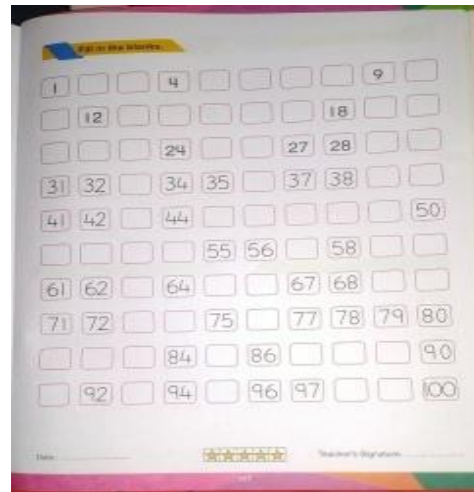 Fill in the blanks.
1 4 9
12 18
24 27 28
31 32 34 35 37 38
41 42 44 50
55 56 58
61 62 64 67 68
71 72 75 77 78 79 80
84 86 90
92 94 96 97 100
Date Teacher's Signature